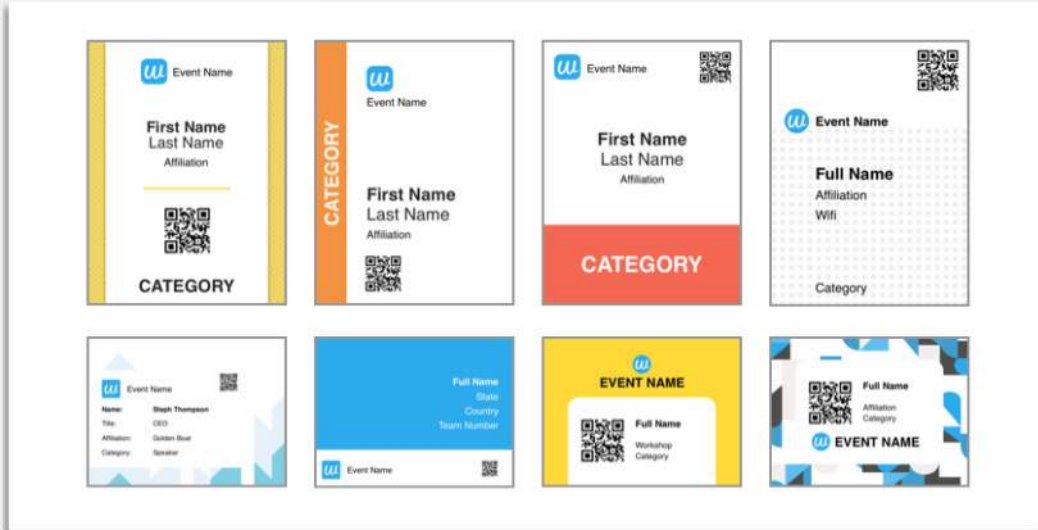 W Event Name
First Name
Last Name
Affiliation
CATEGORY
W
Event Name
CATEGORY
First Name
Last Name
Affiliation
W Event Name
First Name
Last Name
Affiliation
CATEGORY
W Event Name
Full Name
Affiliation
Wifi
Category
W Event Name
Name: Steph Thompson
Title: CEO
Affiliation: Golden Boat
Category: Speaker
Full Name
State
Country
Team Number
W Event Name
W
EVENT NAME
Full Name
Workshop
Category
Full Name
Affiliation
Category
W EVENT NAME